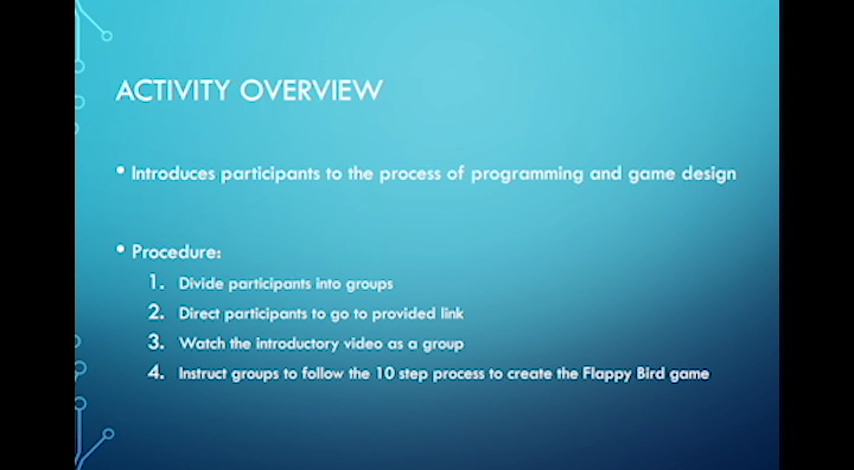 ACTIVITY OVERVIEW
• Introduces participants to the process of programming and game design
• Procedure:
1. Divide participants into groups
2. Direct participants to go to provided link
3. Watch the introductory video as a group
4. Instruct groups to follow the 10 step process to create the Flappy Bird game